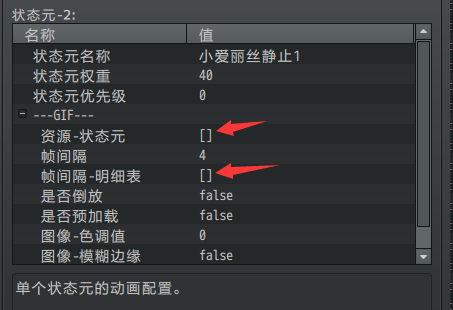 状态元-2:
名称 值
状态元名称 小爱丽丝静止1
状态元权重 40
状态元优先级 0
---GIF---
资源-状态元 []
帧间隔 4
帧间隔-明细表 []
是否倒放 false
是否预加载 false
图像-色调值 0
图像-模糊边缘 false
单个状态元的动画配置。